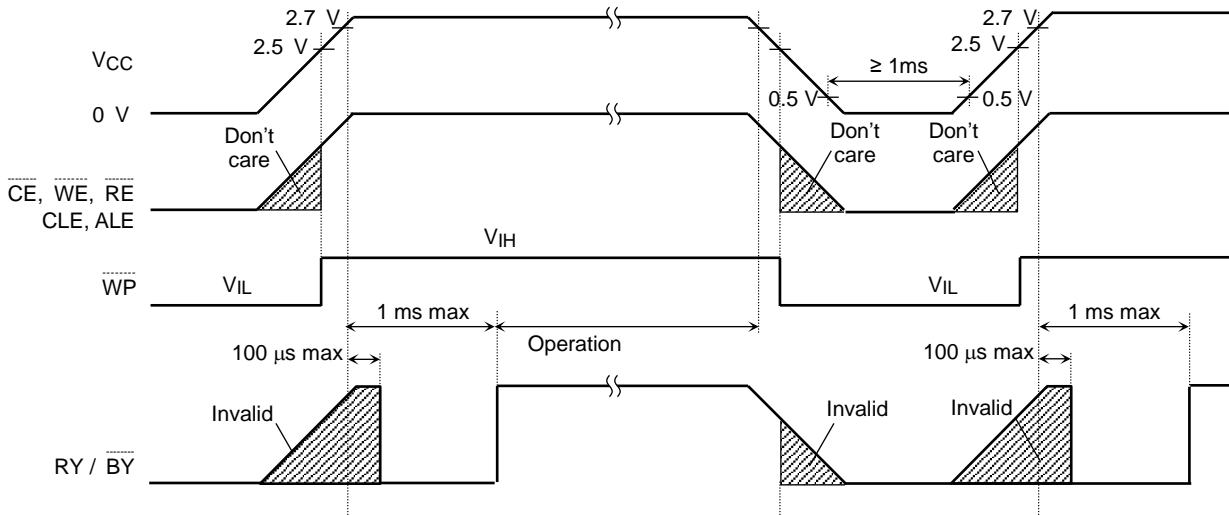 2.7 V
2.5 V
VCC
0 V
2.7 V
2.5 V
≥ 1ms
0.5 V
0.5 V
Don't
care
Don't
care
Don't
care
CE, WE, RE
CLE, ALE
VIH
WP
VIL
VIL
1 ms max
Operation
1 ms max
100 μs max
100 μs max
Invalid
Invalid
Invalid
RY / BY